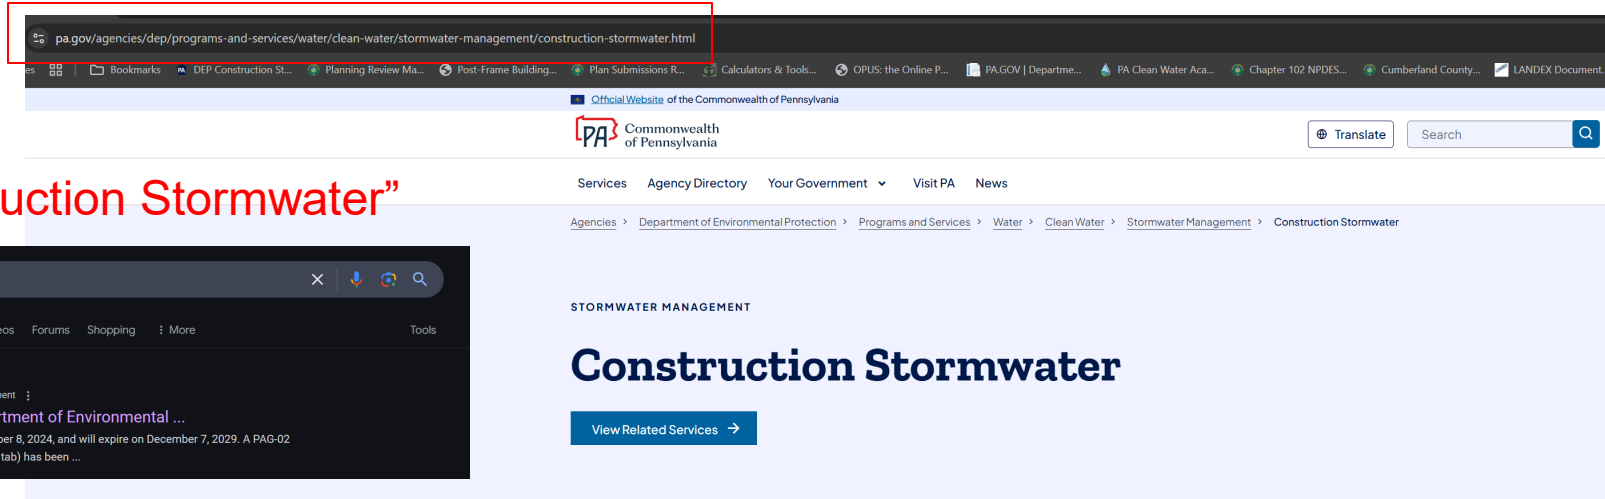 pa.gov/agencies/dep/programs-and-services/water/clean-water/stormwater-management/construction-stormwater.html
es Bookmarks DEP Construction St... Planning Review Ma... Post-Frame Building... Plan Submissions R... Calculators & Tools... OPUS: the Online P... PA.GOV | Departme... PA Clean Water Aca... Chapter 102 NPDES... Cumberland County... LANDEX Document.
Official Website of the Commonwealth of Pennsylvania
PA Commonwealth
of Pennsylvania
Translate
Search
Services Agency Directory Your Government Visit PA News
uction Stormwater”
Agencies > Department of Environmental Protection > Programs and Services > Water > Clean Water > Stormwater Management > Construction Stormwater
eos Forums Shopping More Tools
nent
rtment of Environmental ...
ber 8, 2024, and will expire on December 7, 2029. A PAG-02
tab) has been ...
STORMWATER MANAGEMENT
Construction Stormwater
View Related Services →